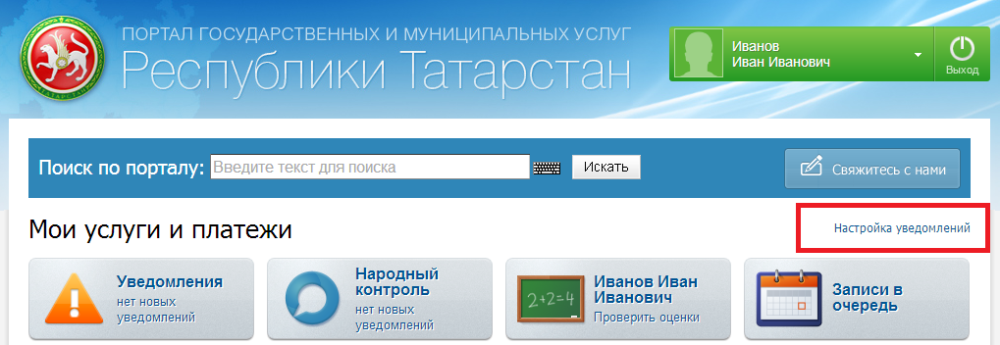 ПОРТАЛ ГОСУДАРСТВЕННЫХ И МУНИЦИПАЛЬНЫХ УСЛУГ
Республики Татарстан
ТАТАРСТАН
Иванов
Иван Иванович
Выход
Поиск по порталу:
Введите текст для поиска
Искать
Свяжитесь с нами
Мои услуги и платежи
Настройка уведомлений
Уведомления
нет новых
уведомлений
Народный
контроль
нет новых
уведомлений
2+2=4
Иванов Иван
Иванович
Проверить оценки
Записи в
очередь